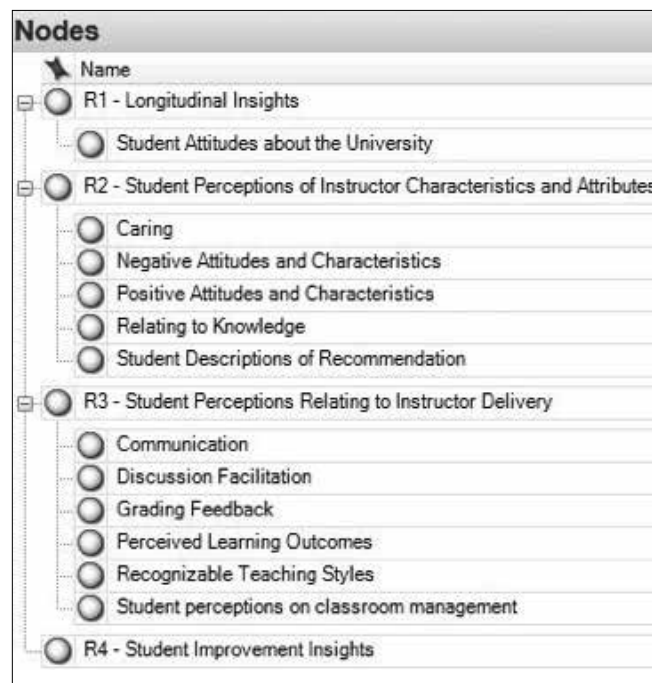 Nodes
Name
R1 - Longitudinal Insights
Student Attitudes about the University
R2 - Student Perceptions of Instructor Characteristics and Attributes
Caring
Negative Attitudes and Characteristics
Positive Attitudes and Characteristics
Relating to Knowledge
Student Descriptions of Recommendation
R3 - Student Perceptions Relating to Instructor Delivery
Communication
Discussion Facilitation
Grading Feedback
Perceived Learning Outcomes
Recognizable Teaching Styles
Student perceptions on classroom management
R4 - Student Improvement Insights